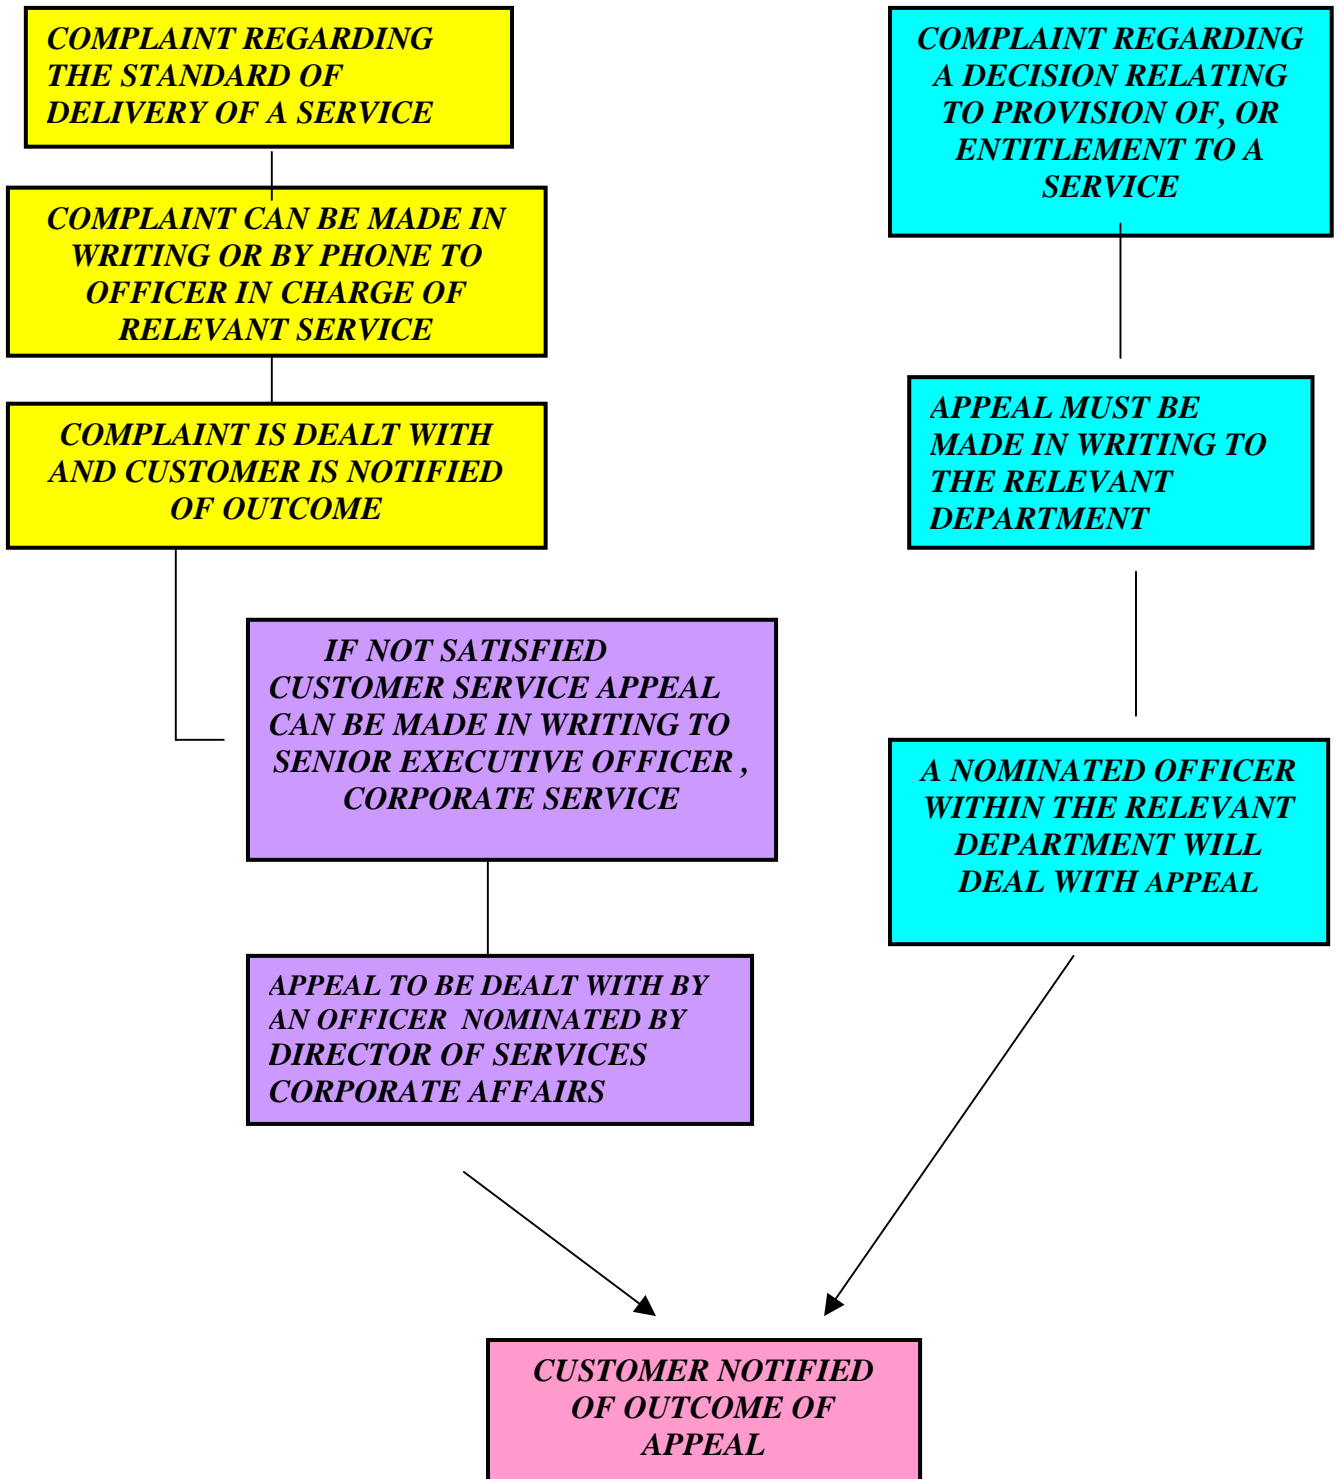 COMPLAINT REGARDING
THE STANDARD OF
DELIVERY OF A SERVICE
COMPLAINT CAN BE MADE IN
WRITING OR BY PHONE TO
OFFICER IN CHARGE OF
RELEVANT SERVICE
COMPLAINT IS DEALT WITH
AND CUSTOMER IS NOTIFIED
OF OUTCOME
IF NOT SATISFIED
CUSTOMER SERVICE APPEAL
CAN BE MADE IN WRITING TO
SENIOR EXECUTIVE OFFICER ,
CORPORATE SERVICE
APPEAL TO BE DEALT WITH BY
AN OFFICER NOMINATED BY
DIRECTOR OF SERVICES
CORPORATE AFFAIRS
COMPLAINT REGARDING
A DECISION RELATING
TO PROVISION OF, OR
ENTITLEMENT TO A
SERVICE
APPEAL MUST BE
MADE IN WRITING TO
THE RELEVANT
DEPARTMENT
A NOMINATED OFFICER
WITHIN THE RELEVANT
DEPARTMENT WILL
DEAL WITH APPEAL
CUSTOMER NOTIFIED
OF OUTCOME OF
APPEAL